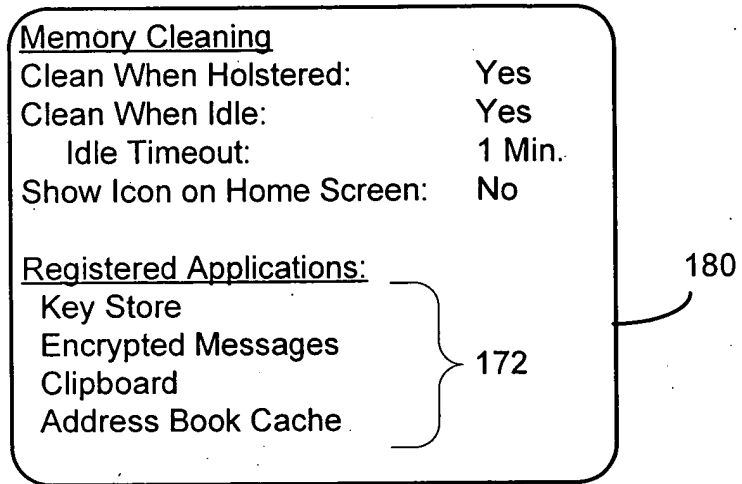 Memory Cleaning
Clean When Holstered: Yes
Clean When Idle: Yes
Idle Timeout: 1 Min.
Show Icon on Home Screen: No
Registered Applications:
180
Key Store
Encrypted Messages
172
Clipboard
Address Book Cache